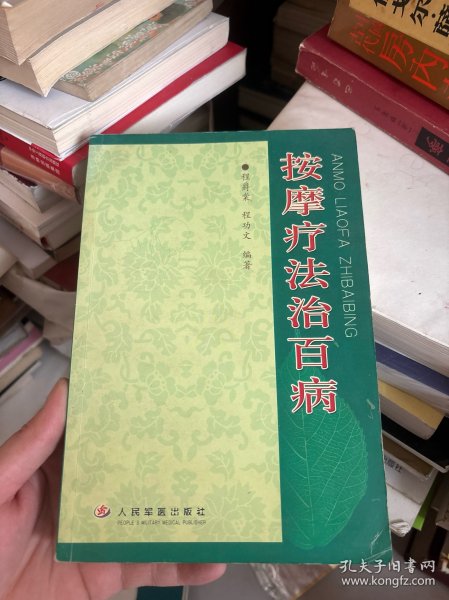 按摩疗法治百病
ANMO LIAOFA ZHIBAIBING
程爵棠 程功文 编著
人民军医出版社
PEOPLE'S MILITARY MEDICAL PUBLISHER
孔夫子旧书网
www.kongfz.com